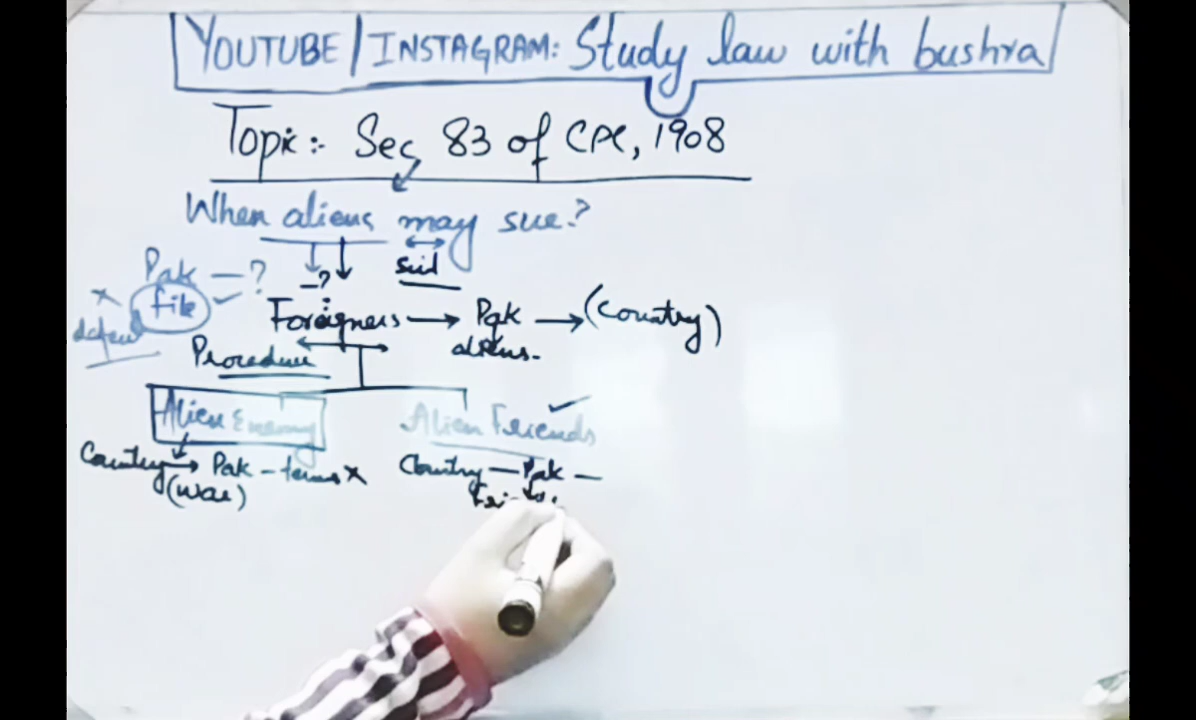 YOUTUBE/INSTAGRAM: Study law with bushra
Topic:- Sec 83 of CPC, 1908
When aliens may sue?
Pak - ?
suit
- ?
x file ✓
defend
Foreigners → Pak → (Country)
aliens.
Procedure
Alien Enemy
Alien Friends ✓
Country → Pak - terms x
(War)
Country - Pak -